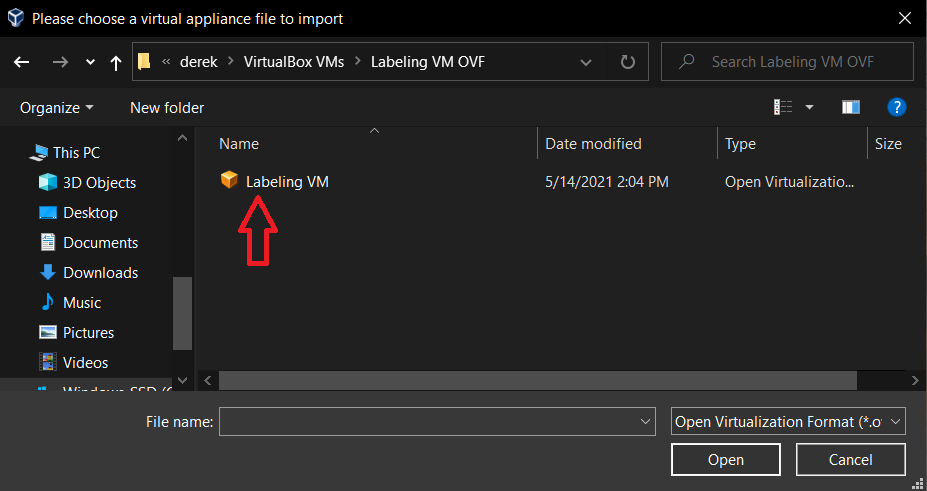 Please choose a virtual appliance file to import
« derek > VirtualBox VMs > Labeling VM OVF
Search Labeling VM OVF
Organize
New folder
?
This PC
3D Objects
Desktop
Documents
Downloads
Music
Pictures
Videos
Name
Date modified
Type
Size
Labeling VM
5/14/2021 2:04 PM
Open Virtualizatio...
File name:
Open Virtualization Format (*.o
Open
Cancel